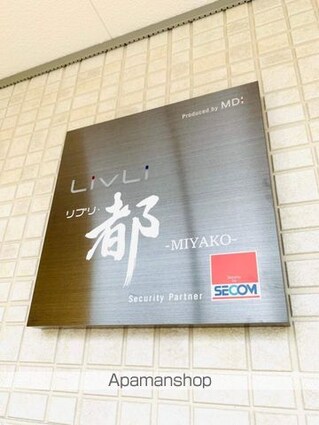 Produced by MD:
LivLi
リブリ・
都
-MIYAKO-
Security Partner
SECOM
Apamanshop